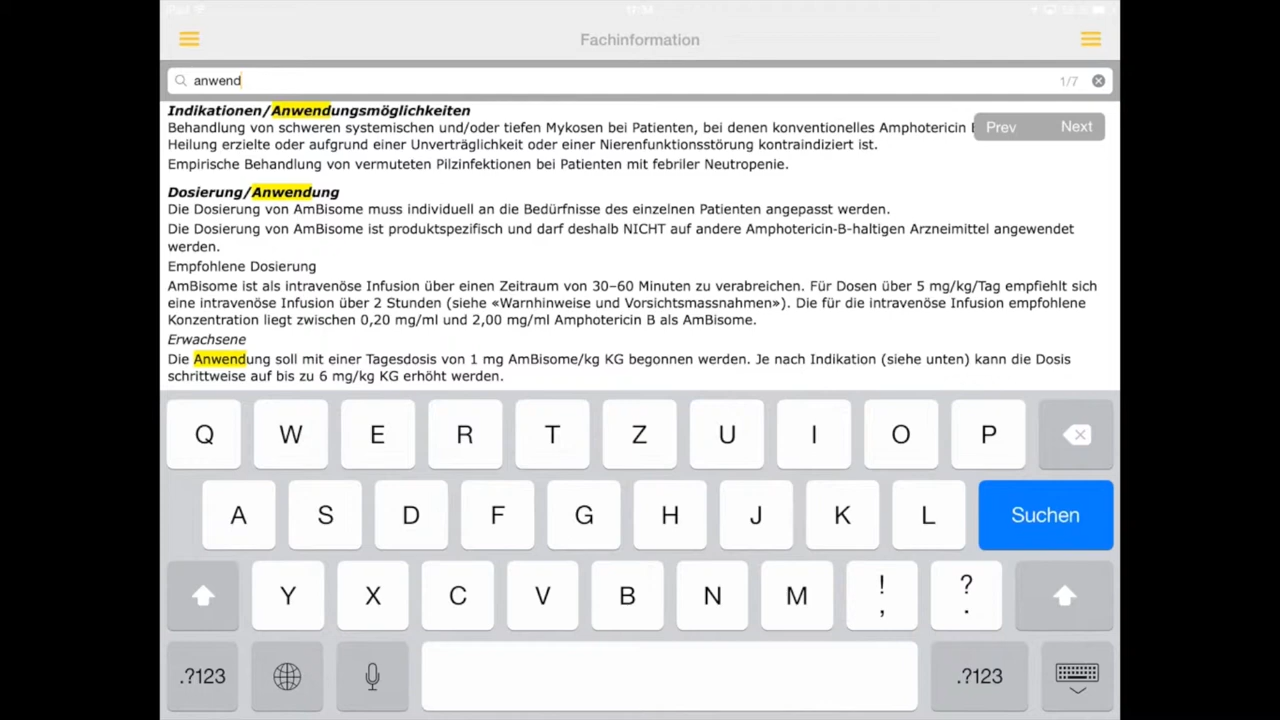 iPad
17:34
Fachinformation
anwend
1/7
Indikationen/Anwendungsmöglichkeiten
Behandlung von schweren systemischen und/oder tiefen Mykosen bei Patienten, bei denen konventionelles Amphotericin
Prev Next
Heilung erzielte oder aufgrund einer Unverträglichkeit oder einer Nierenfunktionsstörung kontraindiziert ist.
Empirische Behandlung von vermuteten Pilzinfektionen bei Patienten mit febriler Neutropenie.
Dosierung/Anwendung
Die Dosierung von AmBisome muss individuell an die Bedürfnisse des einzelnen Patienten angepasst werden.
Die Dosierung von AmBisome ist produktspezifisch und darf deshalb NICHT auf andere Amphotericin-B-haltigen Arzneimittel angewendet
werden.
Empfohlene Dosierung
AmBisome ist als intravenöse Infusion über einen Zeitraum von 30–60 Minuten zu verabreichen. Für Dosen über 5 mg/kg/Tag empfiehlt sich
eine intravenöse Infusion über 2 Stunden (siehe «Warnhinweise und Vorsichtsmassnahmen»). Die für die intravenöse Infusion empfohlene
Konzentration liegt zwischen 0,20 mg/ml und 2,00 mg/ml Amphotericin B als AmBisome.
Erwachsene
Die Anwendung soll mit einer Tagesdosis von 1 mg AmBisome/kg KG begonnen werden. Je nach Indikation (siehe unten) kann die Dosis
schrittweise auf bis zu 6 mg/kg KG erhöht werden.
Q W E R T Z U I O P
A S D F G H J K L Suchen
Y X C V B N M ! , ? .
.?123 .?123